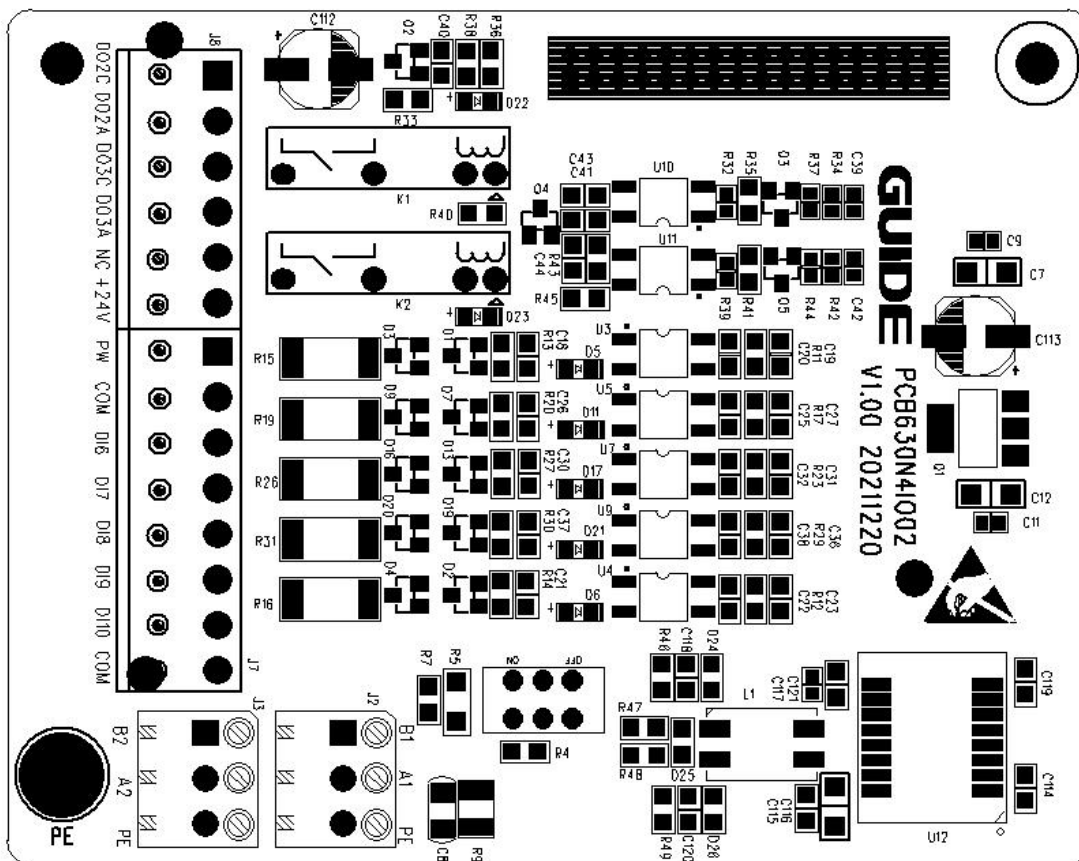 C112
Q2
C40
R38
R36
J8
R33
D22
DO2C
DO2A
DO3C
DO3A
NC
+24V
PW
COM
DI6
DI7
DI8
DI9
DI10
COM
K1
R40
K2
D23
C43
C41
Q4
R43
C44
R45
U10
U11
R32
R35
Q3
R37
R34
C39
R39
R41
Q5
R44
R42
C42
GUIDE
PCB630N4IO02
V1.00 20211220
C9
C7
C113
Q1
C12
C11
R15
D3
D1
C18
R13
D5
U3
C19
R11
C20
R19
D9
D7
C26
R20
D11
U5
C27
R17
C25
R26
D16
D13
C30
R27
D17
U7
C31
R23
C32
R31
D20
D19
C37
R30
D21
U9
C36
R29
C38
R16
D4
D2
C21
R14
D6
U4
C23
R12
C22
J7
R7
R5
ON
OFF
R4
R46
C118
D24
L1
C121
C117
C119
R47
R48
D25
C116
C115
C114
R49
C120
D26
U12
J3
B2
A2
PE
J2
B1
A1
PE
C8
R9
PE